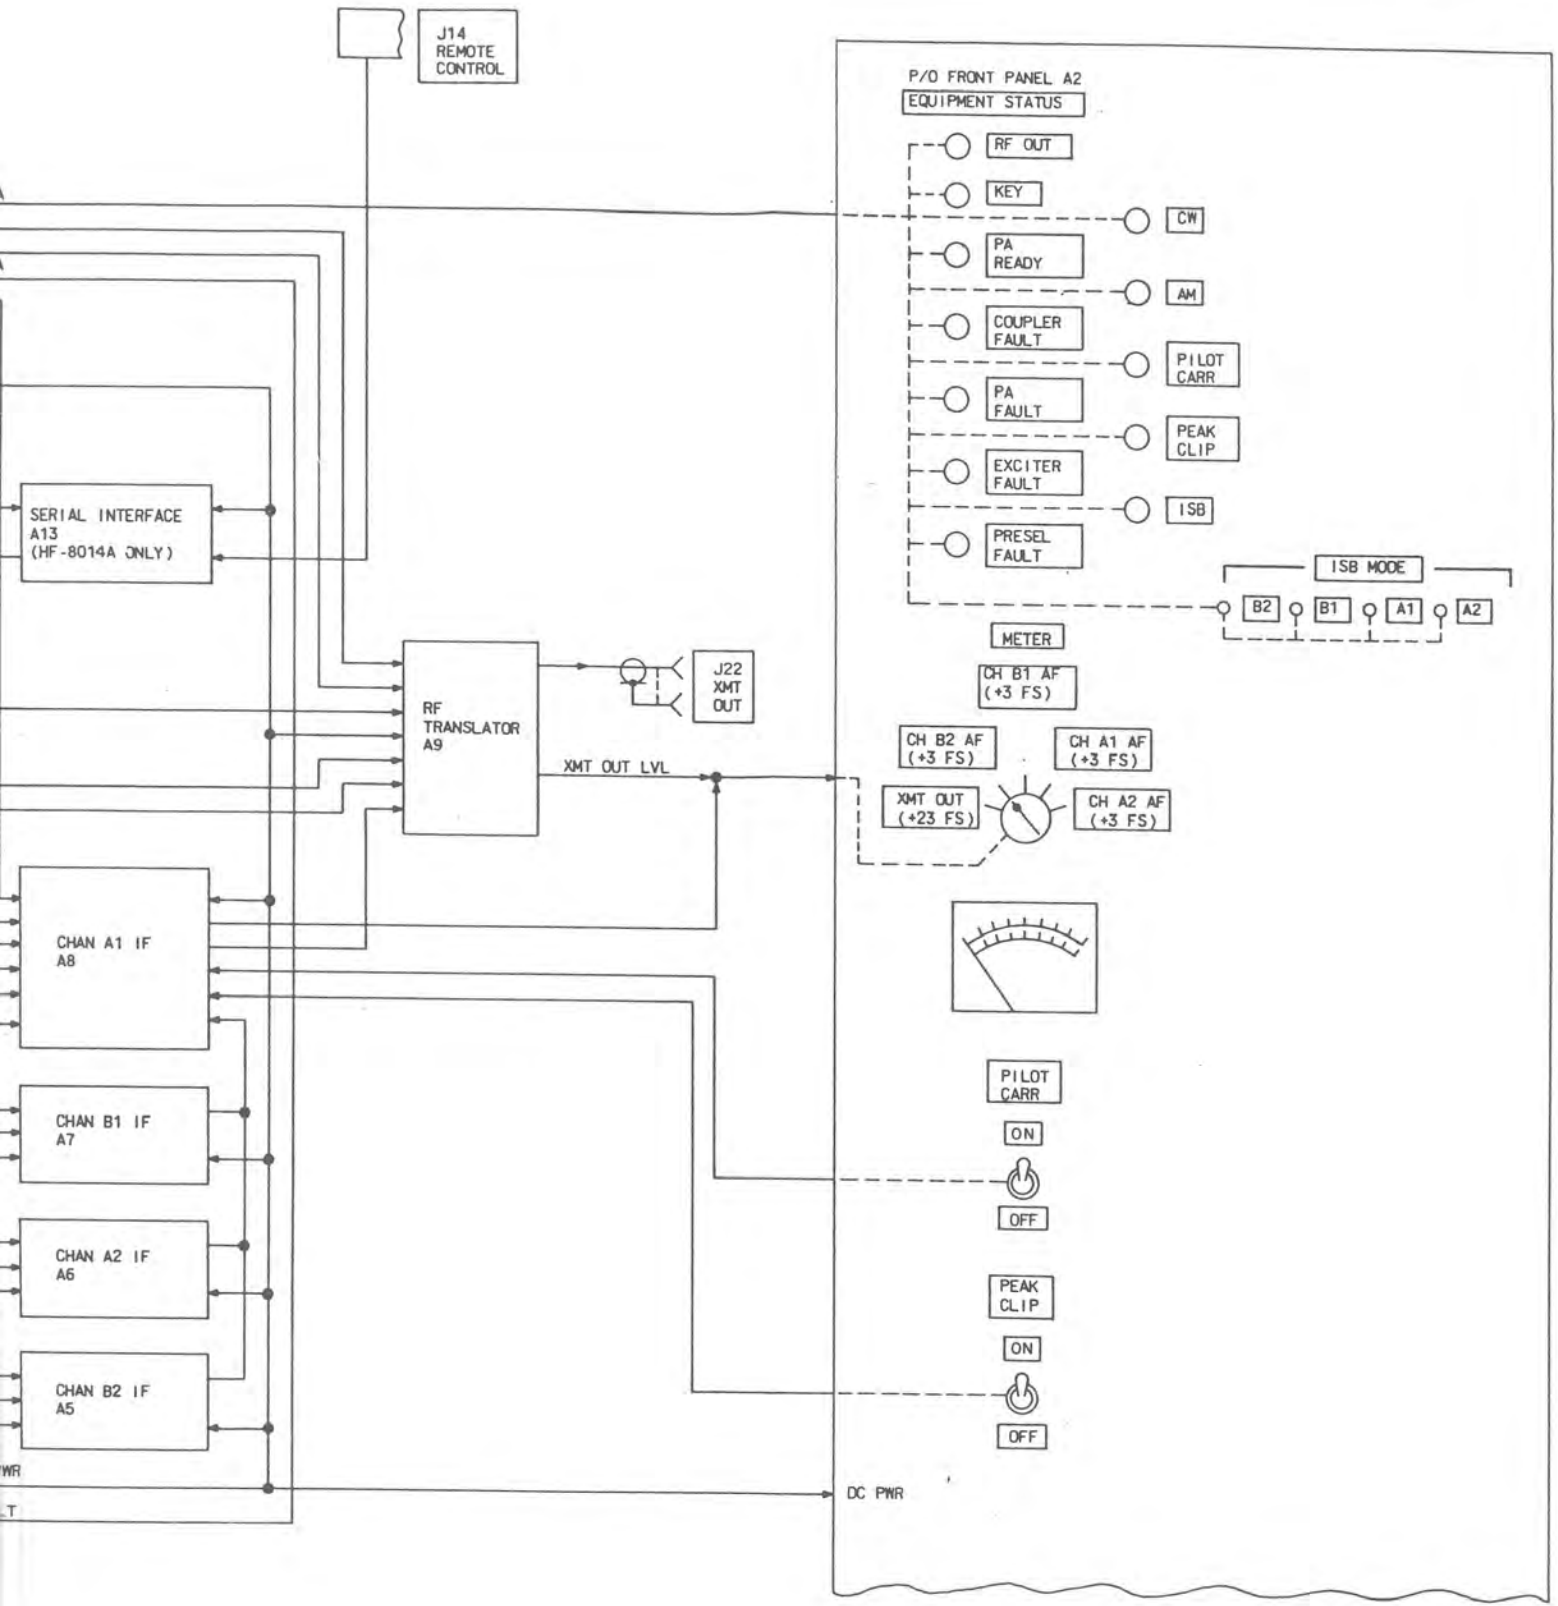 J14
REMOTE
CONTROL
P/O FRONT PANEL A2
EQUIPMENT STATUS
RF OUT
KEY
CW
PA
READY
AM
COUPLER
FAULT
PILOT
CARR
PA
FAULT
PEAK
CLIP
EXCITER
FAULT
ISB
PRESEL
FAULT
ISB MODE
B2
B1
A1
A2
METER
CH B1 AF
(+3 FS)
CH B2 AF
(+3 FS)
CH A1 AF
(+3 FS)
XMT OUT
(+23 FS)
CH A2 AF
(+3 FS)
SERIAL INTERFACE
A13
(HF-8014A ONLY)
RF
TRANSLATOR
A9
J22
XMT
OUT
XMT OUT LVL
CHAN A1 IF
A8
CHAN B1 IF
A7
CHAN A2 IF
A6
CHAN B2 IF
A5
PILOT
CARR
ON
OFF
PEAK
CLIP
ON
OFF
WR
LT
DC PWR